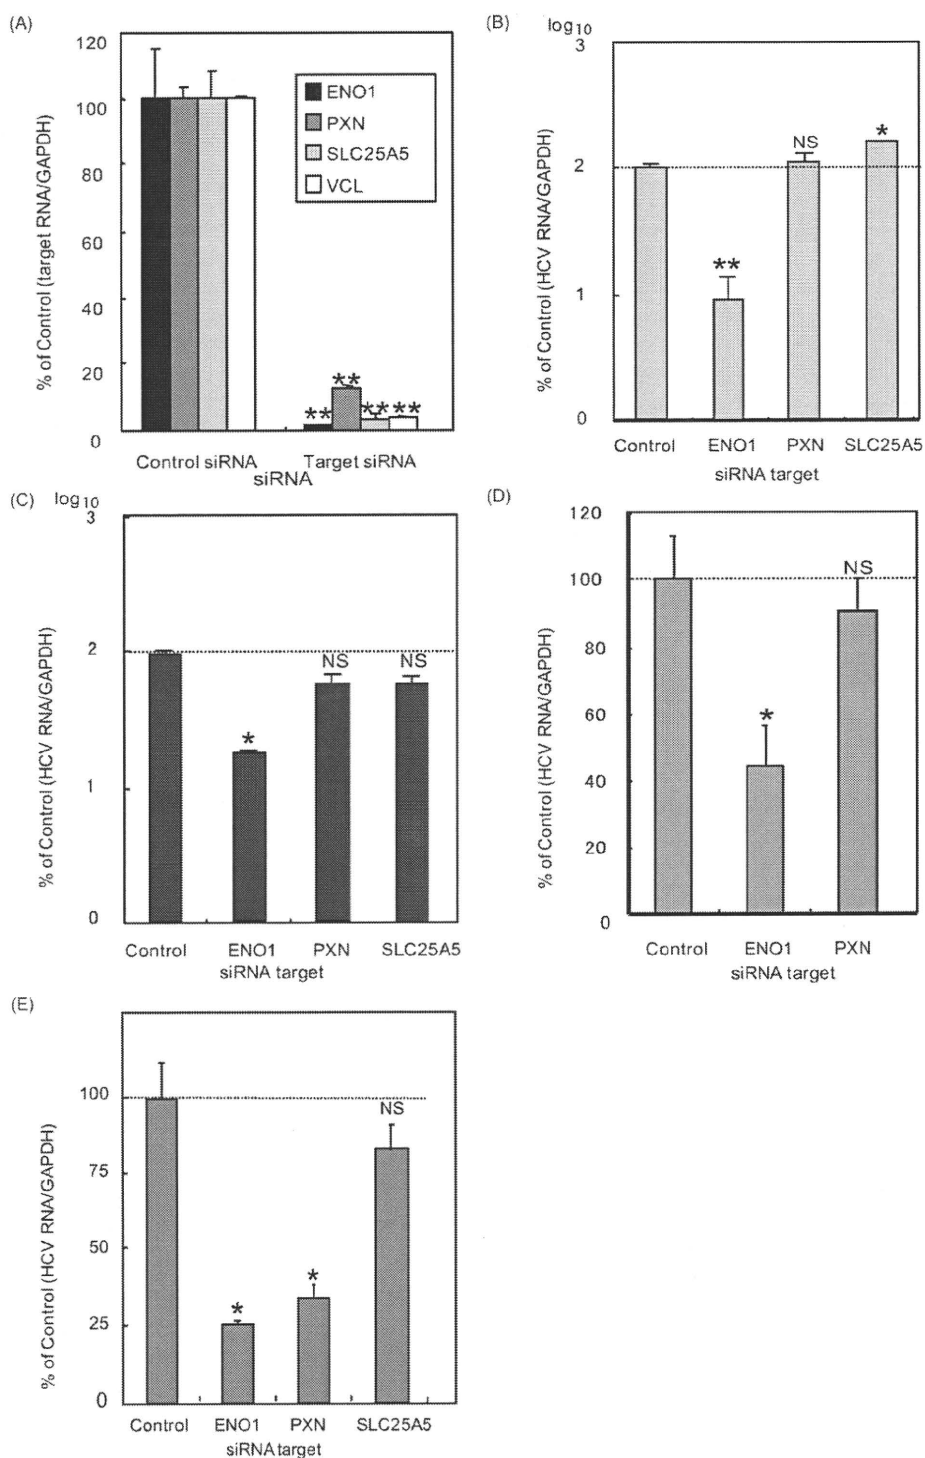 (A)
120
100
80
60
40
20
0
% of Control (target RNA/GAPDH)
ENO1
PXN
SLC25A5
VCL
**
**
**
**
Control siRNA Target siRNA
siRNA
(B)
log10
3
2
1
0
% of Control (HCV RNA/GAPDH)
**
NS
*
Control ENO1 PXN SLC25A5
siRNA target
(C)
log10
3
2
1
0
% of Control (HCV RNA/GAPDH)
*
NS
NS
Control ENO1 PXN SLC25A5
siRNA target
(D)
120
100
80
60
40
20
0
% of Control (HCV RNA/GAPDH)
*
NS
Control ENO1 PXN
siRNA target
(E)
100
75
50
25
0
% of Control (HCV RNA/GAPDH)
*
*
NS
Control ENO1 PXN SLC25A5
siRNA target